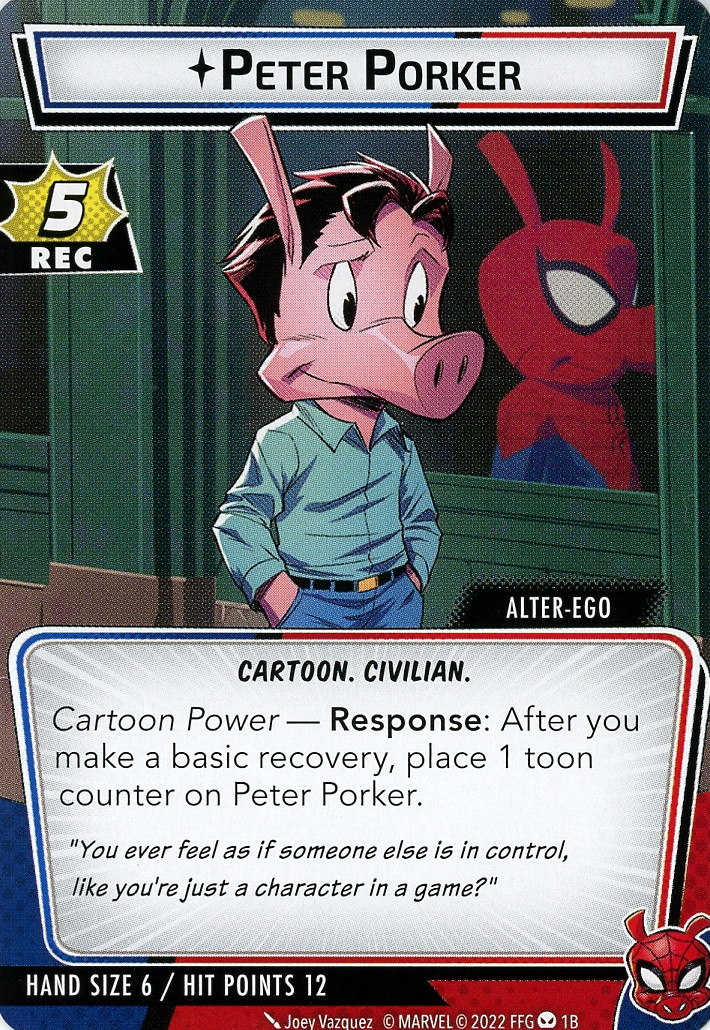 PETER PORKER
5
REC
ALTER-EGO
CARTOON. CIVILIAN.
Cartoon Power — Response: After you
make a basic recovery, place 1 toon
counter on Peter Porker.
"You ever feel as if someone else is in control,
like you're just a character in a game?"
HAND SIZE 6 / HIT POINTS 12
Joey Vazquez © MARVEL © 2022 FFG 1B